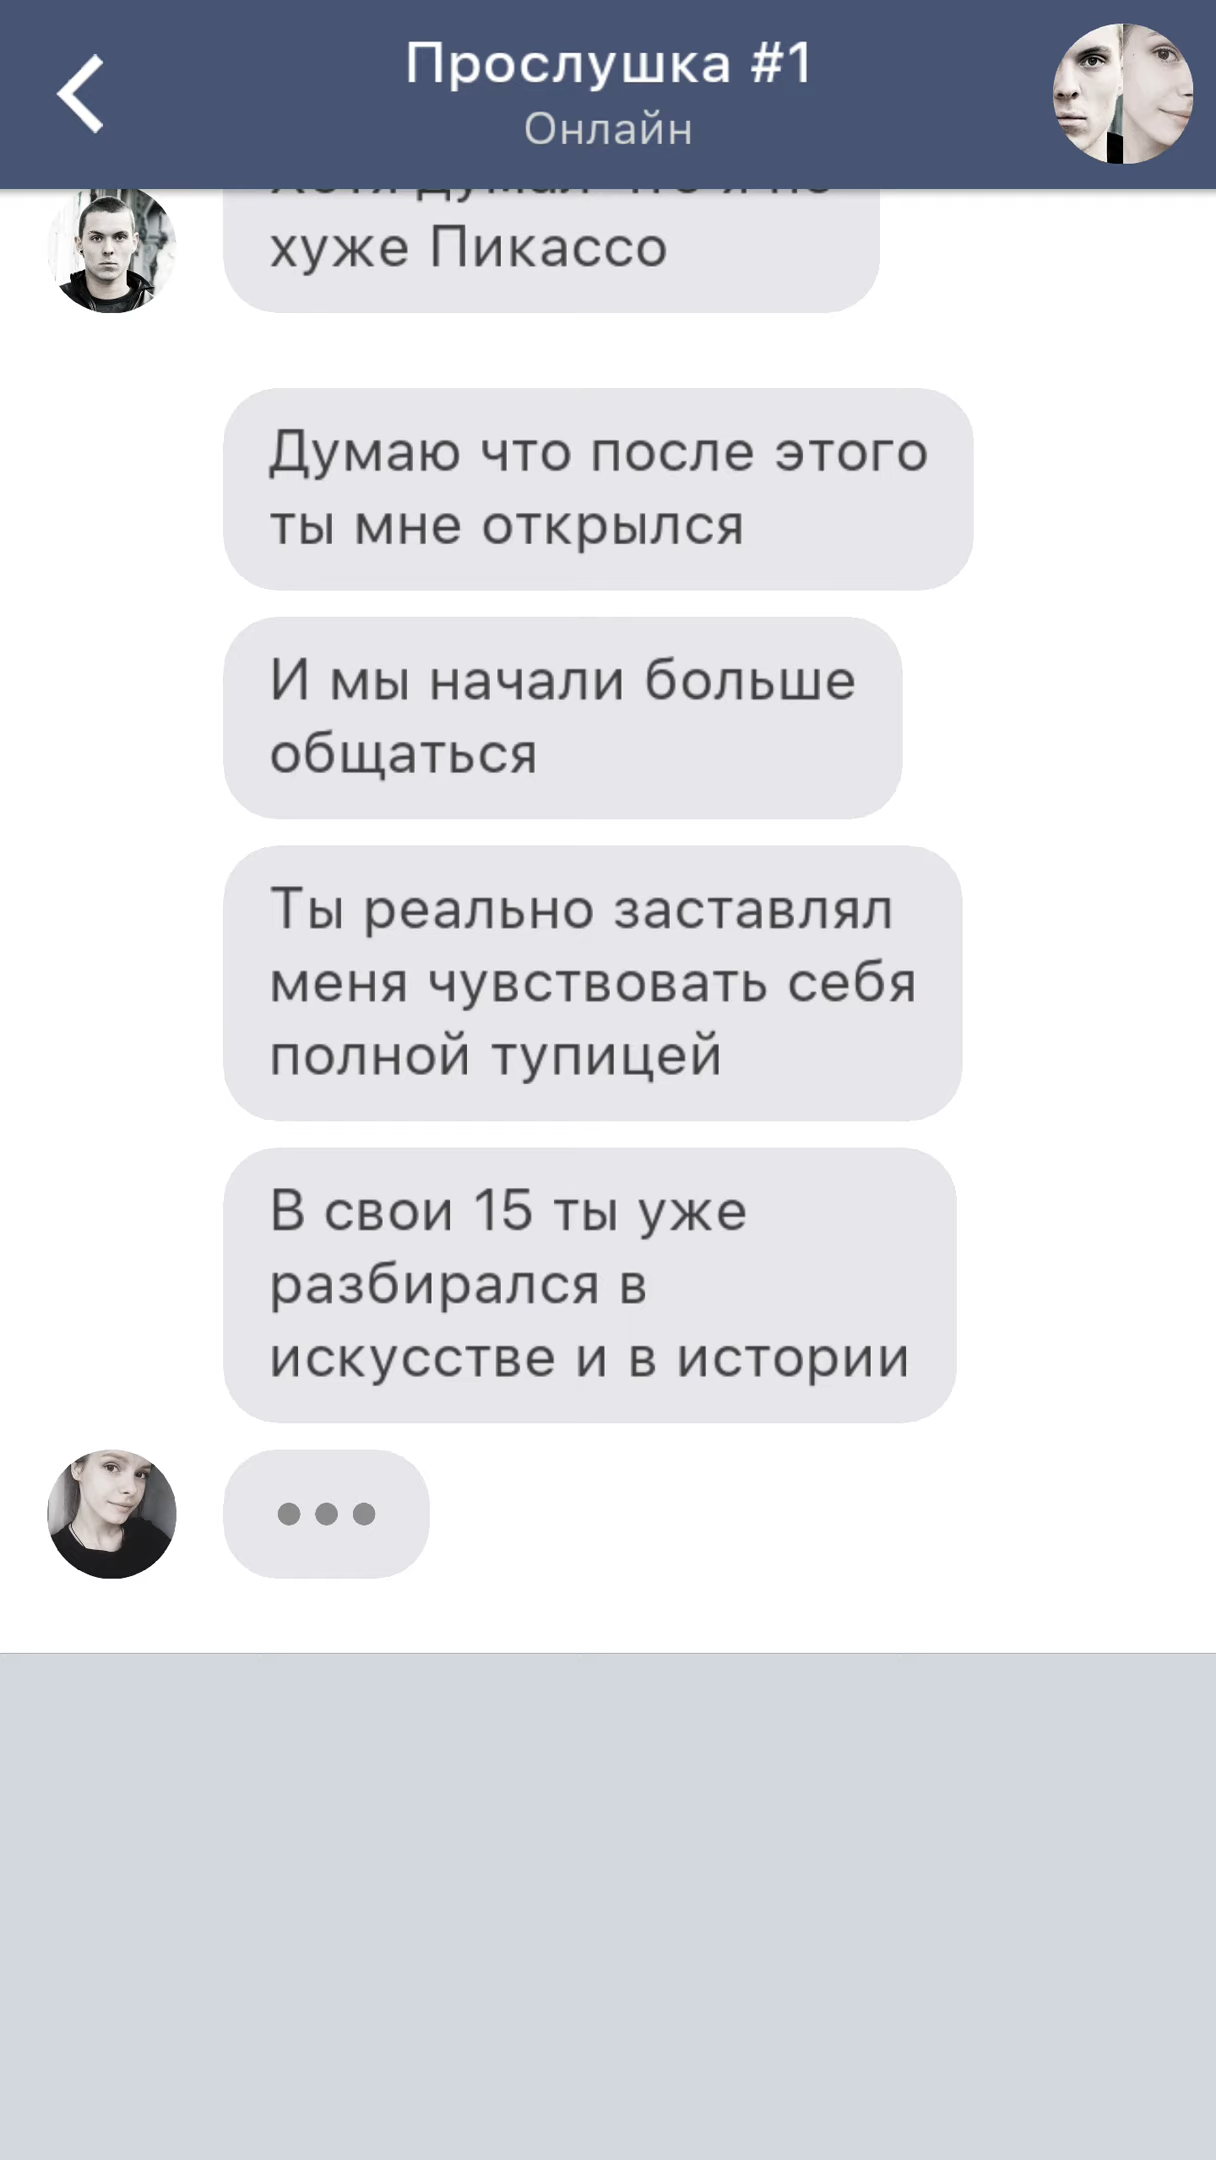 Прослушка #1
Онлайн
хуже Пикассо
Думаю что после этого
ты мне открылся
И мы начали больше
общаться
Ты реально заставлял
меня чувствовать себя
полной тупицей
В свои 15 ты уже
разбирался в
искусстве и в истории